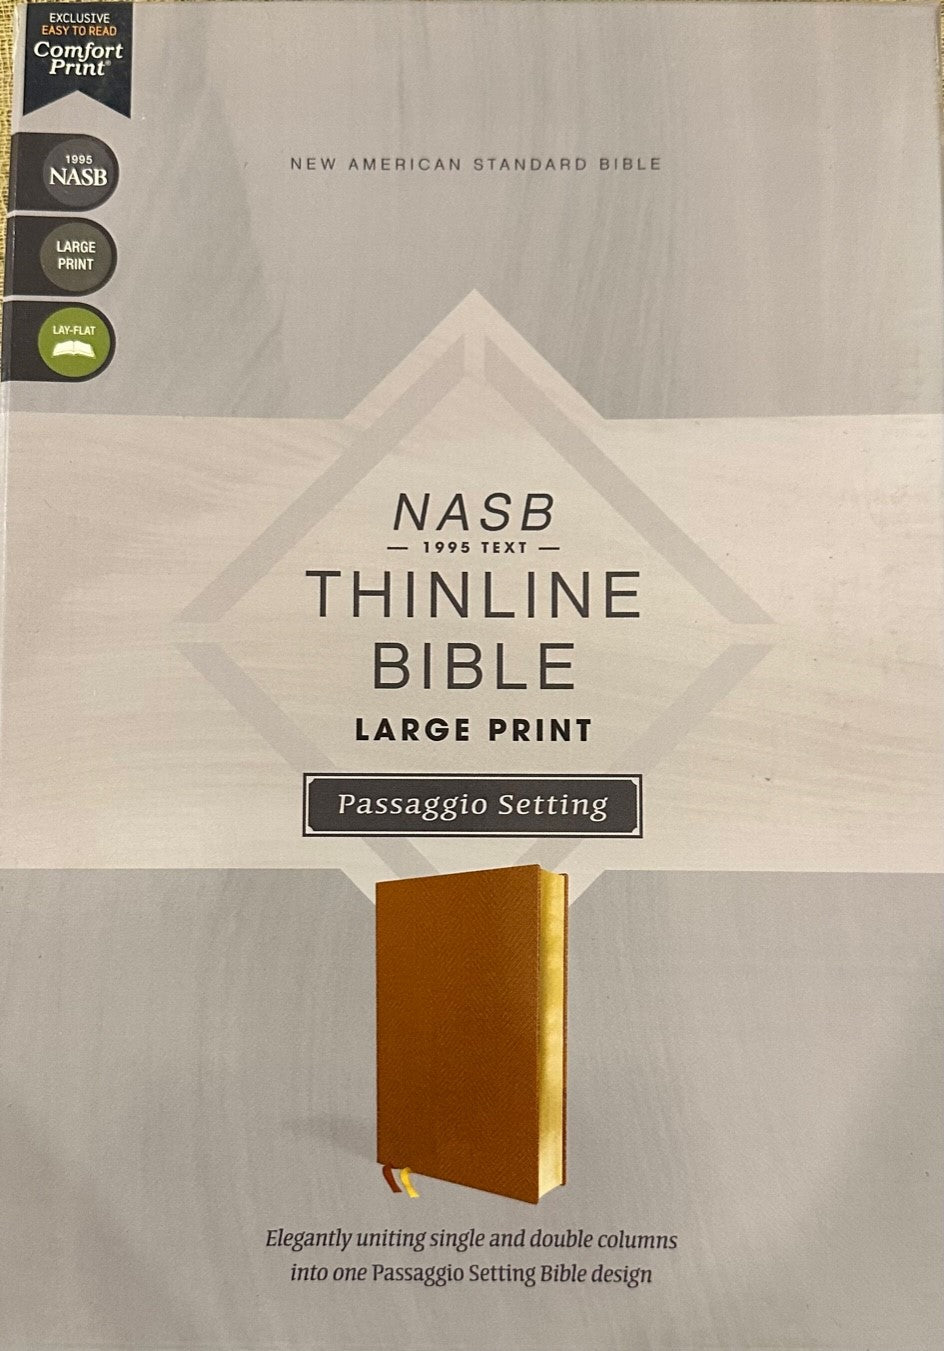 EXCLUSIVE
EASY TO READ
Comfort
Print®
1995
NASB
LARGE
PRINT
LAY-FLAT
NEW AMERICAN STANDARD BIBLE
NASB
— 1995 TEXT —
THINLINE
BIBLE
LARGE PRINT
Passaggio Setting
Elegantly uniting single and double columns
into one Passaggio Setting Bible design